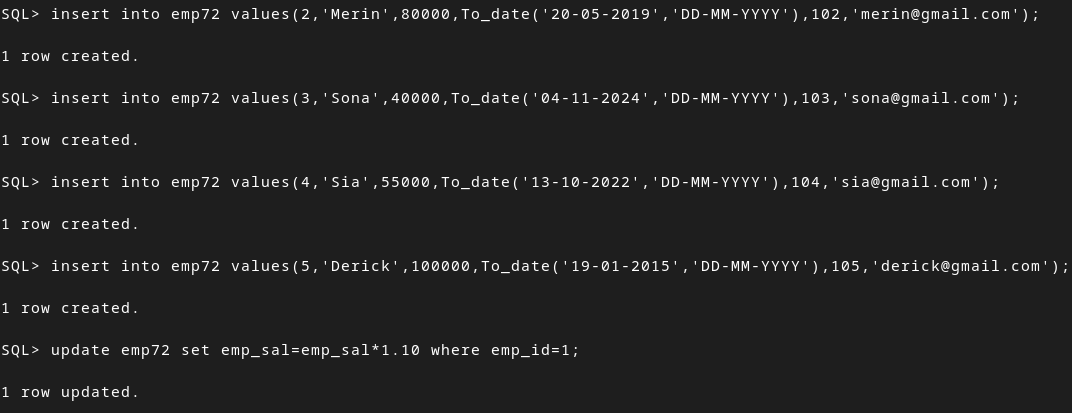 SQL> insert into emp72 values(2,'Merin',80000,To_date('20-05-2019','DD-MM-YYYY'),102,'merin@gmail.com');
1 row created.
SQL> insert into emp72 values(3,'Sona',40000,To_date('04-11-2024','DD-MM-YYYY'),103,'sona@gmail.com');
1 row created.
SQL> insert into emp72 values(4,'Sia',55000,To_date('13-10-2022','DD-MM-YYYY'),104,'sia@gmail.com');
1 row created.
SQL> insert into emp72 values(5,'Derick',100000,To_date('19-01-2015','DD-MM-YYYY'),105,'derick@gmail.com');
1 row created.
SQL> update emp72 set emp_sal=emp_sal*1.10 where emp_id=1;
1 row updated.